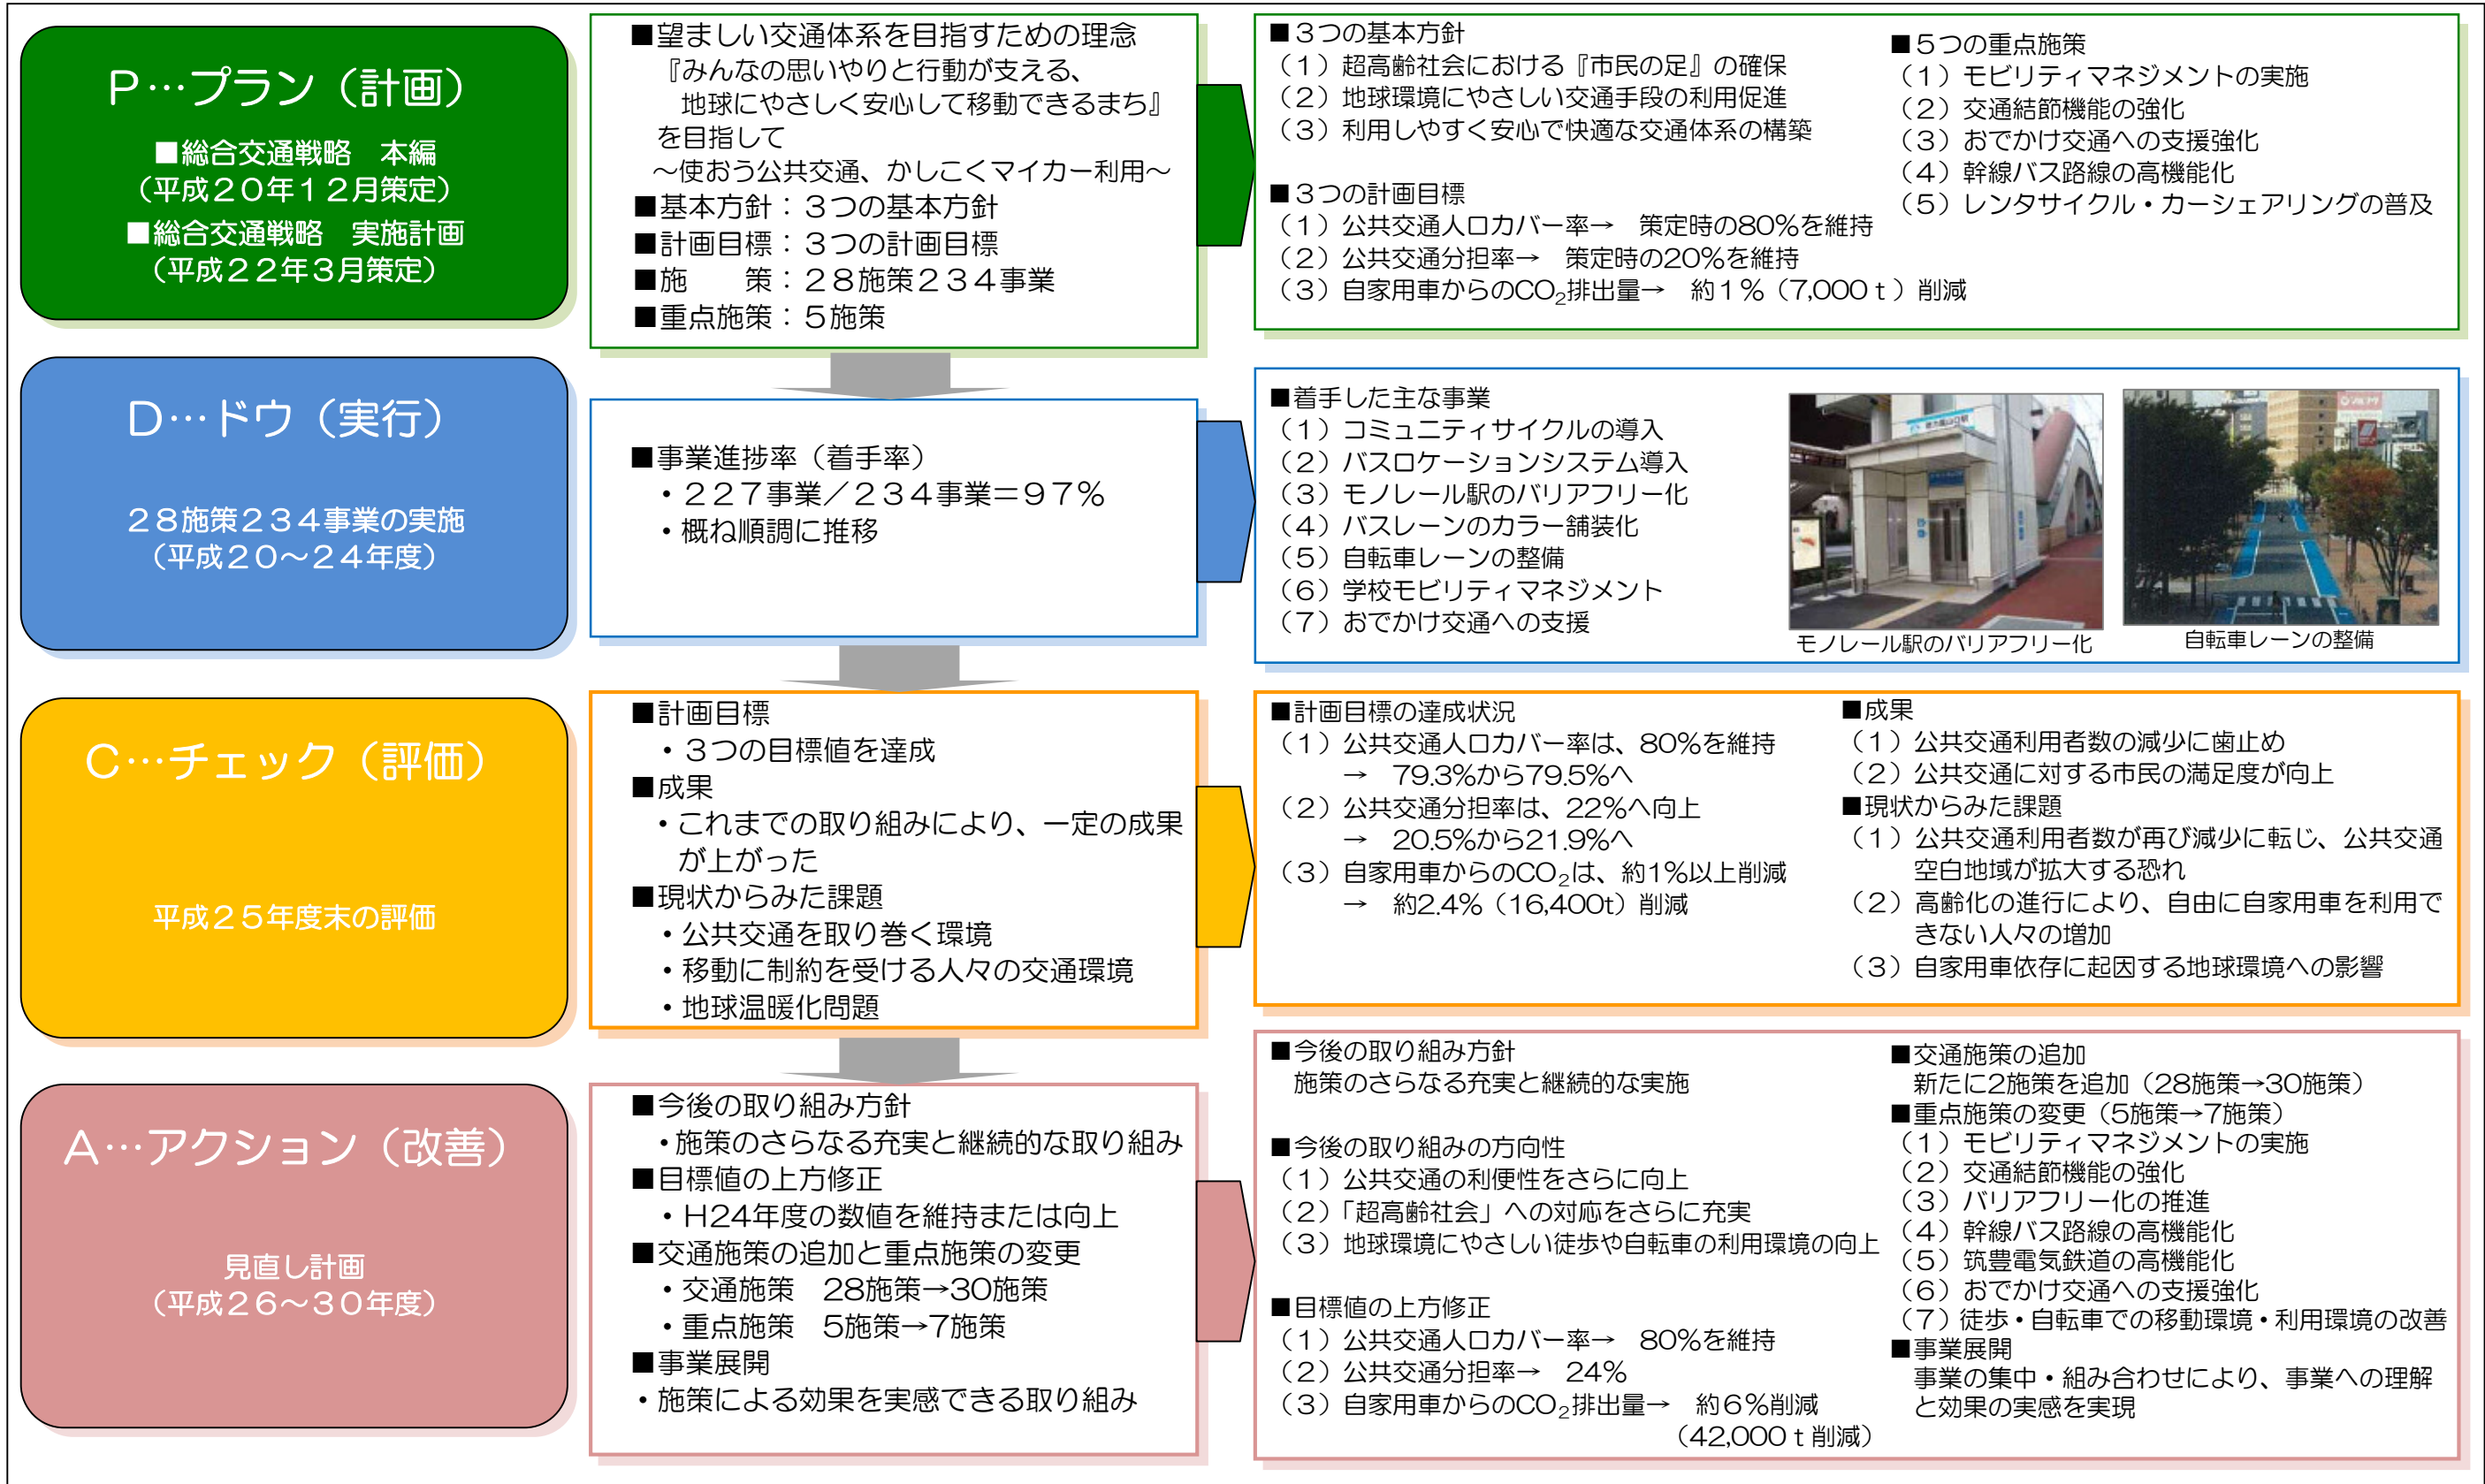 P…プラン（計画）
■総合交通戦略　本編
（平成２０年１２月策定）
■総合交通戦略　実施計画
（平成２２年３月策定）
■望ましい交通体系を目指すための理念
『みんなの思いやりと行動が支える、
地球にやさしく安心して移動できるまち』
を目指して
～使おう公共交通、かしこくマイカー利用～
■基本方針：３つの基本方針
■計画目標：３つの計画目標
■施　　策：２８施策２３４事業
■重点施策：５施策
■３つの基本方針
（１）超高齢社会における『市民の足』の確保
（２）地球環境にやさしい交通手段の利用促進
（３）利用しやすく安心で快適な交通体系の構築
■３つの計画目標
（１）公共交通人口カバー率→　策定時の80％を維持
（２）公共交通分担率→　策定時の20％を維持
（３）自家用車からのCO₂排出量→　約１％（7,000ｔ）削減
■５つの重点施策
（１）モビリティマネジメントの実施
（２）交通結節機能の強化
（３）おでかけ交通への支援強化
（４）幹線バス路線の高機能化
（５）レンタサイクル・カーシェアリングの普及
D…ドウ（実行）
２８施策２３４事業の実施
（平成２０～２４年度）
■事業進捗率（着手率）
・２２７事業／２３４事業＝９７％
・概ね順調に推移
■着手した主な事業
（１）コミュニティサイクルの導入
（２）バスロケーションシステム導入
（３）モノレール駅のバリアフリー化
（４）バスレーンのカラー舗装化
（５）自転車レーンの整備
（６）学校モビリティマネジメント
（７）おでかけ交通への支援
モノレール駅のバリアフリー化
自転車レーンの整備
C…チェック（評価）
平成２５年度末の評価
■計画目標
・３つの目標値を達成
■成果
・これまでの取り組みにより、一定の成果
が上がった
■現状からみた課題
・公共交通を取り巻く環境
・移動に制約を受ける人々の交通環境
・地球温暖化問題
■計画目標の達成状況
（１）公共交通人口カバー率は、80％を維持
→　79.3％から79.5％へ
（２）公共交通分担率は、22％へ向上
→　20.5％から21.9％へ
（３）自家用車からのCO₂は、約1％以上削減
→　約2.4％（16,400t）削減
■成果
（１）公共交通利用者数の減少に歯止め
（２）公共交通に対する市民の満足度が向上
■現状からみた課題
（１）公共交通利用者数が再び減少に転じ、公共交通
空白地域が拡大する恐れ
（２）高齢化の進行により、自由に自家用車を利用で
きない人々の増加
（３）自家用車依存に起因する地球環境への影響
A…アクション（改善）
見直し計画
（平成２６～３０年度）
■今後の取り組み方針
・施策のさらなる充実と継続的な取り組み
■目標値の上方修正
・H24年度の数値を維持または向上
■交通施策の追加と重点施策の変更
・交通施策　28施策→30施策
・重点施策　5施策→7施策
■事業展開
・施策による効果を実感できる取り組み
■今後の取り組み方針
施策のさらなる充実と継続的な実施
■今後の取り組みの方向性
（１）公共交通の利便性をさらに向上
（２）「超高齢社会」への対応をさらに充実
（３）地球環境にやさしい徒歩や自転車の利用環境の向上
■目標値の上方修正
（１）公共交通人口カバー率→　80％を維持
（２）公共交通分担率→　24％
（３）自家用車からのCO₂排出量→　約６％削減
（42,000ｔ削減）
■交通施策の追加
新たに2施策を追加（28施策→30施策）
■重点施策の変更（5施策→7施策）
（１）モビリティマネジメントの実施
（２）交通結節機能の強化
（３）バリアフリー化の推進
（４）幹線バス路線の高機能化
（５）筑豊電気鉄道の高機能化
（６）おでかけ交通への支援強化
（７）徒歩・自転車での移動環境・利用環境の改善
■事業展開
事業の集中・組み合わせにより、事業への理解
と効果の実感を実現